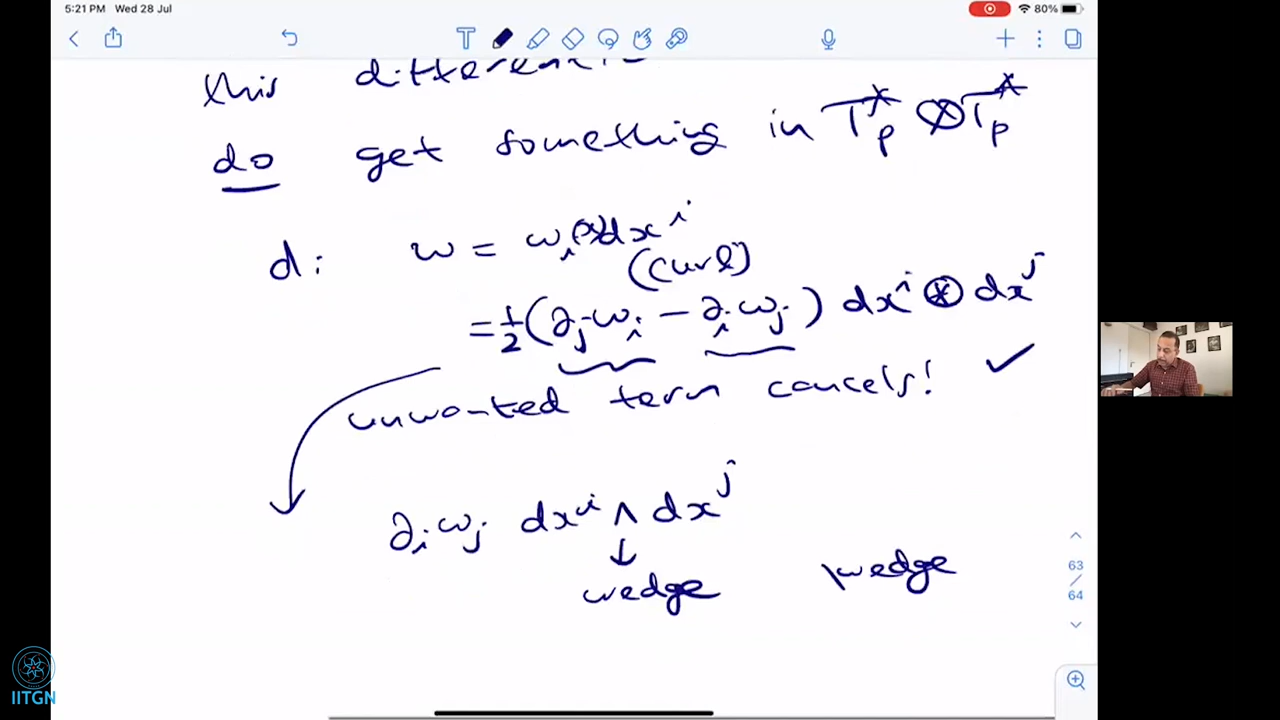 5:21 PM Wed 28 Jul
80%
this
do get something in T*p ⊗ T*p
d: ω = ωi(x)dx^i
(curl)
= 1/2 (∂jωi − ∂iωj) dx^i ⊗ dx^j
unwanted term cancels! ✓
∂iωj dx^i ∧ dx^j
↓
wedge wedge
63
/
64
IITGN